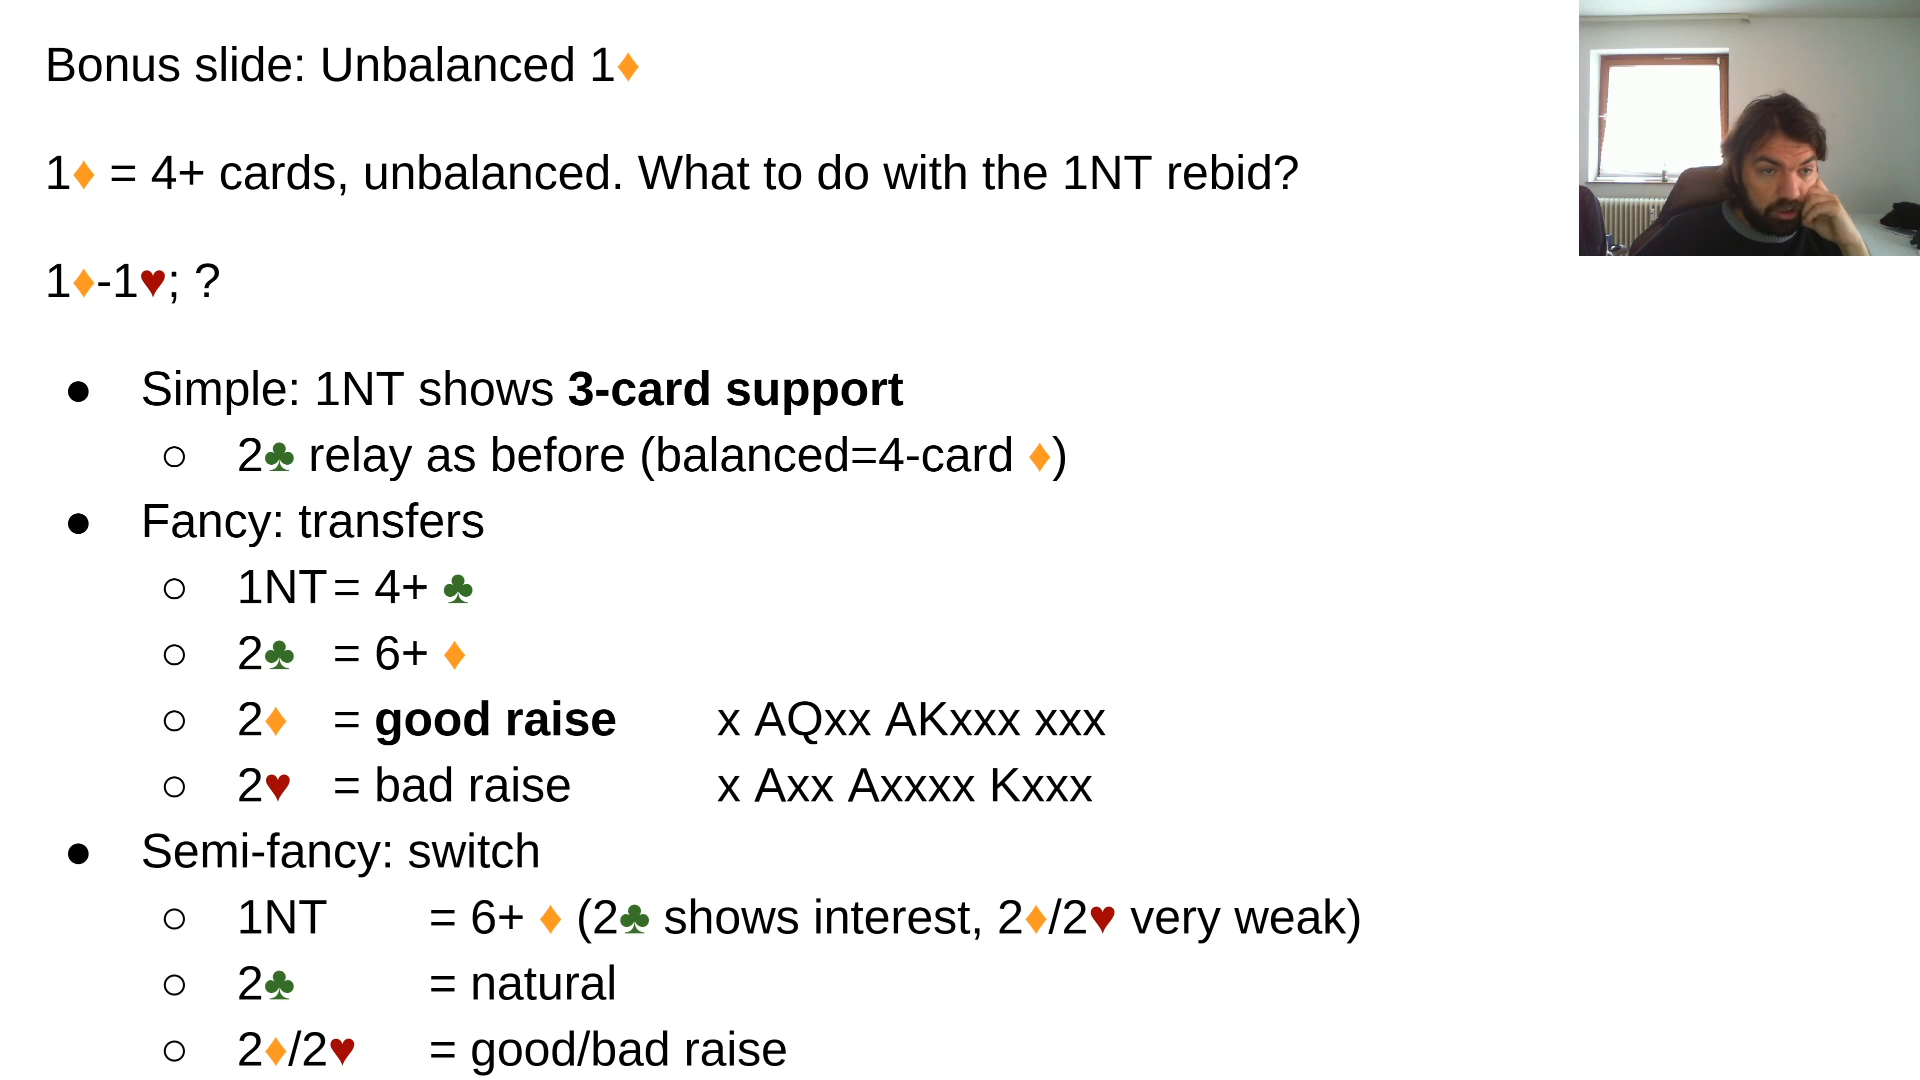 Bonus slide: Unbalanced 1♦
1♦ = 4+ cards, unbalanced. What to do with the 1NT rebid?
1♦-1♥; ?
● Simple: 1NT shows 3-card support
○ 2♣ relay as before (balanced=4-card ♦)
● Fancy: transfers
○ 1NT = 4+ ♣
○ 2♣ = 6+ ♦
○ 2♦ = good raise x AQxx AKxxx xxx
○ 2♥ = bad raise x Axx Axxxx Kxxx
● Semi-fancy: switch
○ 1NT = 6+ ♦ (2♣ shows interest, 2♦/2♥ very weak)
○ 2♣ = natural
○ 2♦/2♥ = good/bad raise